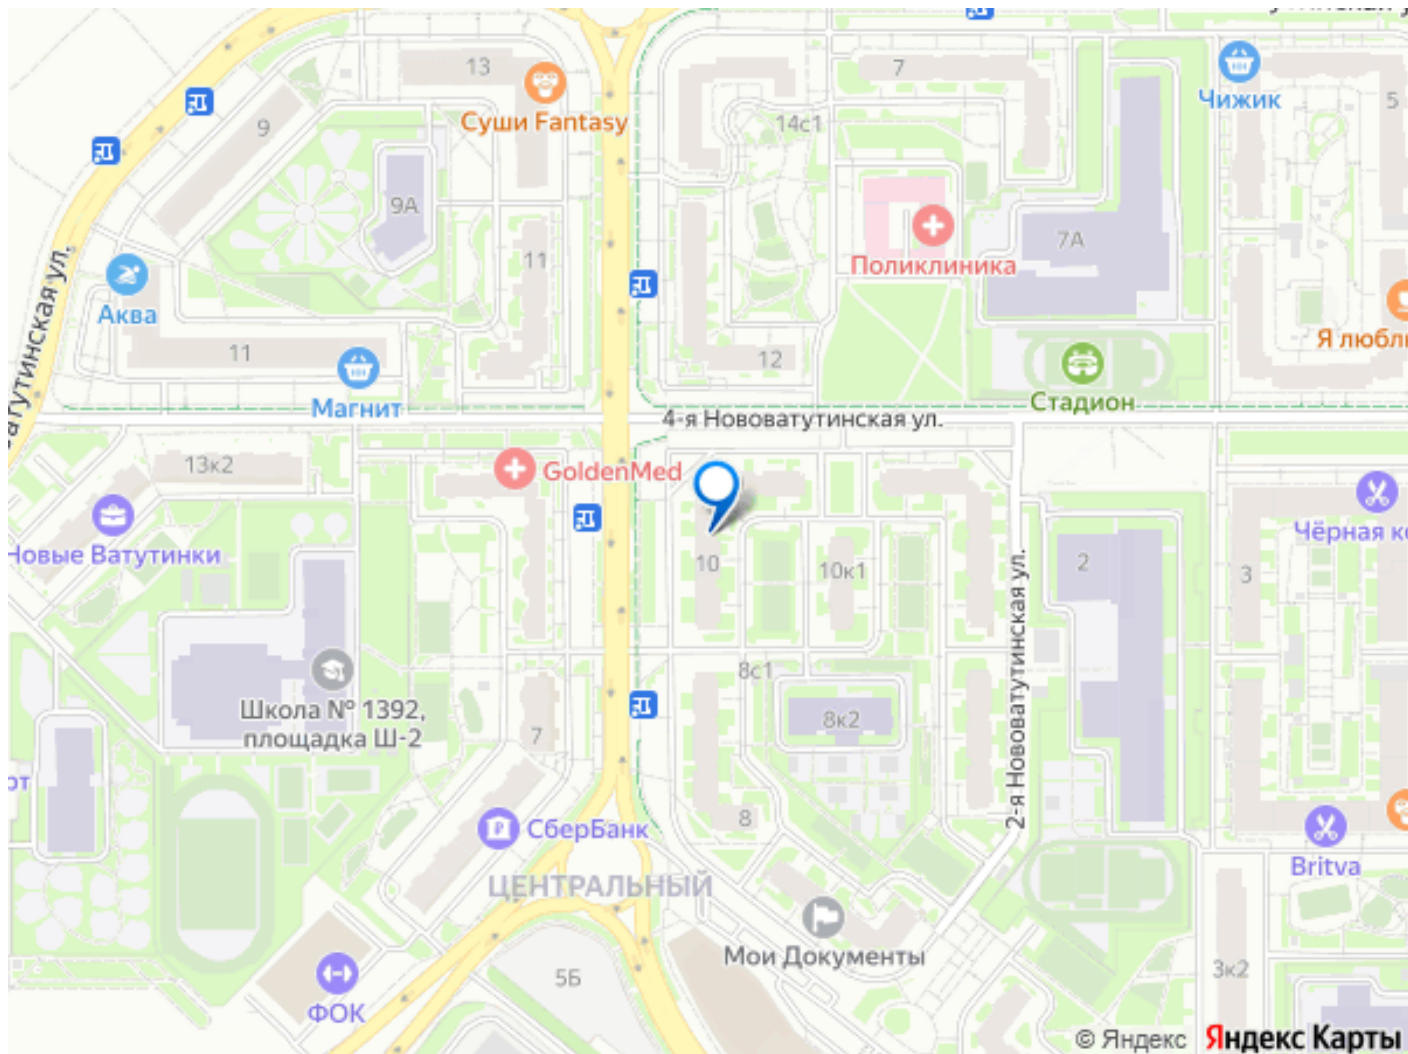 13
Суши Fantasy
9
9А
11
14с1
7
Чижик
5
7А
Поликлиника
Аква
11
Магнит
12
Стадион
4-я Нововатутинская ул.
13к2
GoldenMed
Новые Ватутинки
10
10к1
2
3
2-я Нововатутинская ул.
Школа № 1392,
площадка Ш-2
8с1
8к2
7
8
СберБанк
ЦЕНТРАЛЬНЫЙ
Britva
Мои Документы
5Б
3к2
ФОК
© Яндекс Яндекс Карты